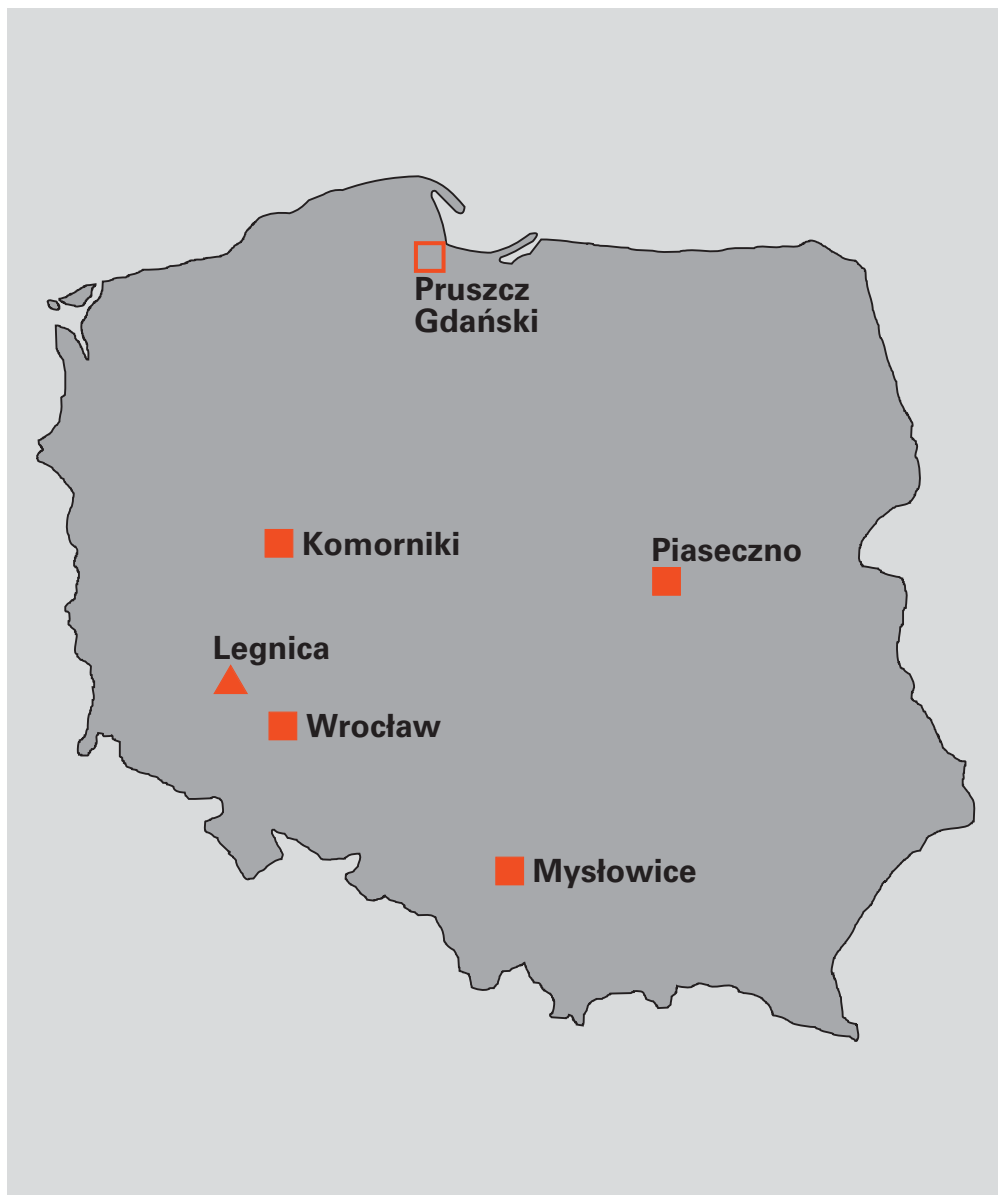 Pruszcz
Gdański
Komorniki
Piaseczno
Legnica
Wrocław
Mysłowice